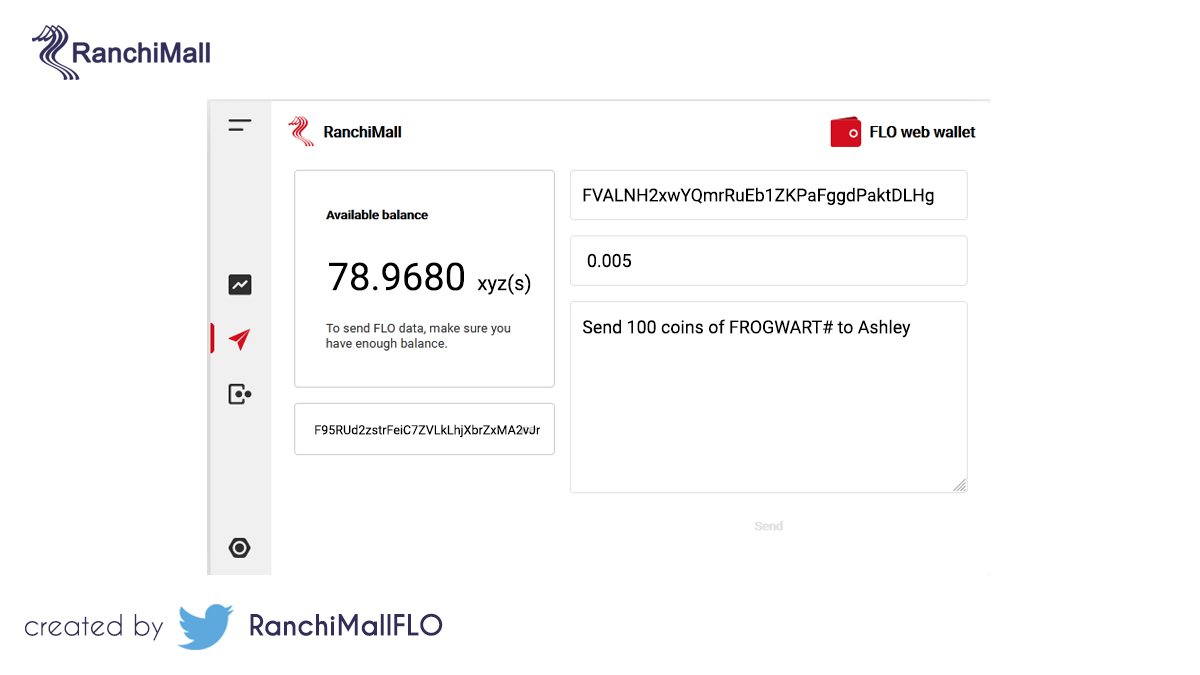 RanchiMall
RanchiMall
FLO web wallet
Available balance
78.9680 xyz(s)
To send FLO data, make sure you
have enough balance.
F95RUd2zstrFeiC7ZVLkLhjXbrZxMA2vJr
FVALNH2xwYQmrRuEb1ZKPaFggdPaktDLHg
0.005
Send 100 coins of FROGWART# to Ashley
Send
created by RanchiMallFLO